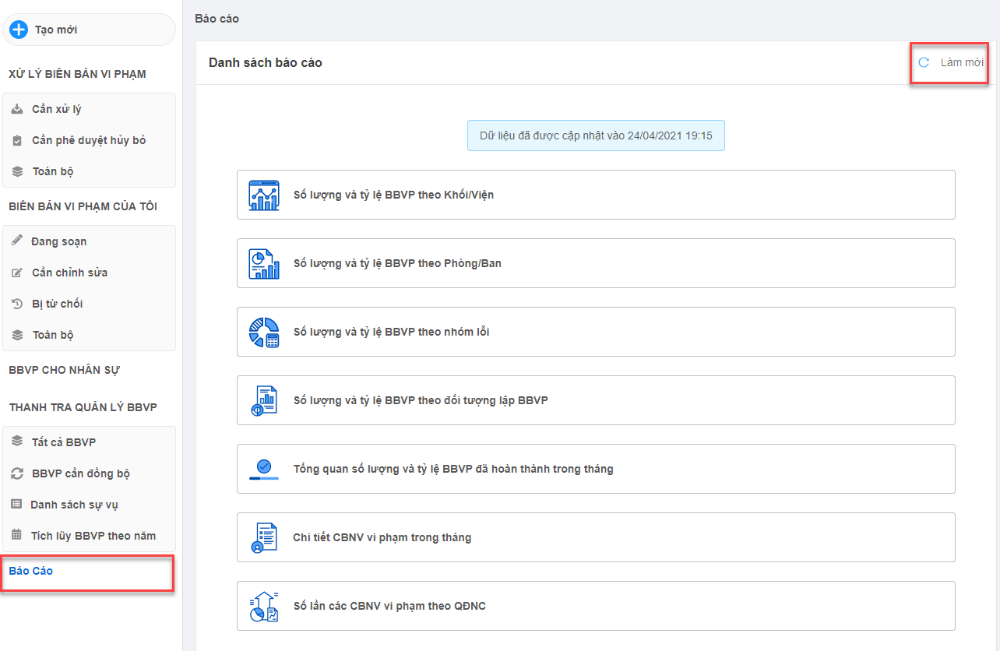 Tạo mới
XỬ LÝ BIÊN BẢN VI PHẠM
Cần xử lý
Cần phê duyệt hủy bỏ
Toàn bộ
BIÊN BẢN VI PHẠM CỦA TÔI
Đang soạn
Cần chỉnh sửa
Bị từ chối
Toàn bộ
BBVP CHO NHÂN SỰ
THANH TRA QUẢN LÝ BBVP
Tất cả BBVP
BBVP cần đồng bộ
Danh sách sự vụ
Tích lũy BBVP theo năm
Báo Cáo
Báo cáo
Danh sách báo cáo
Làm mới
Dữ liệu đã được cập nhật vào 24/04/2021 19:15
Số lượng và tỷ lệ BBVP theo Khối/Viện
Số lượng và tỷ lệ BBVP theo Phòng/Ban
Số lượng và tỷ lệ BBVP theo nhóm lỗi
Số lượng và tỷ lệ BBVP theo đối tượng lập BBVP
Tổng quan số lượng và tỷ lệ BBVP đã hoàn thành trong tháng
Chi tiết CBNV vi phạm trong tháng
Số lần các CBNV vi phạm theo QĐNC